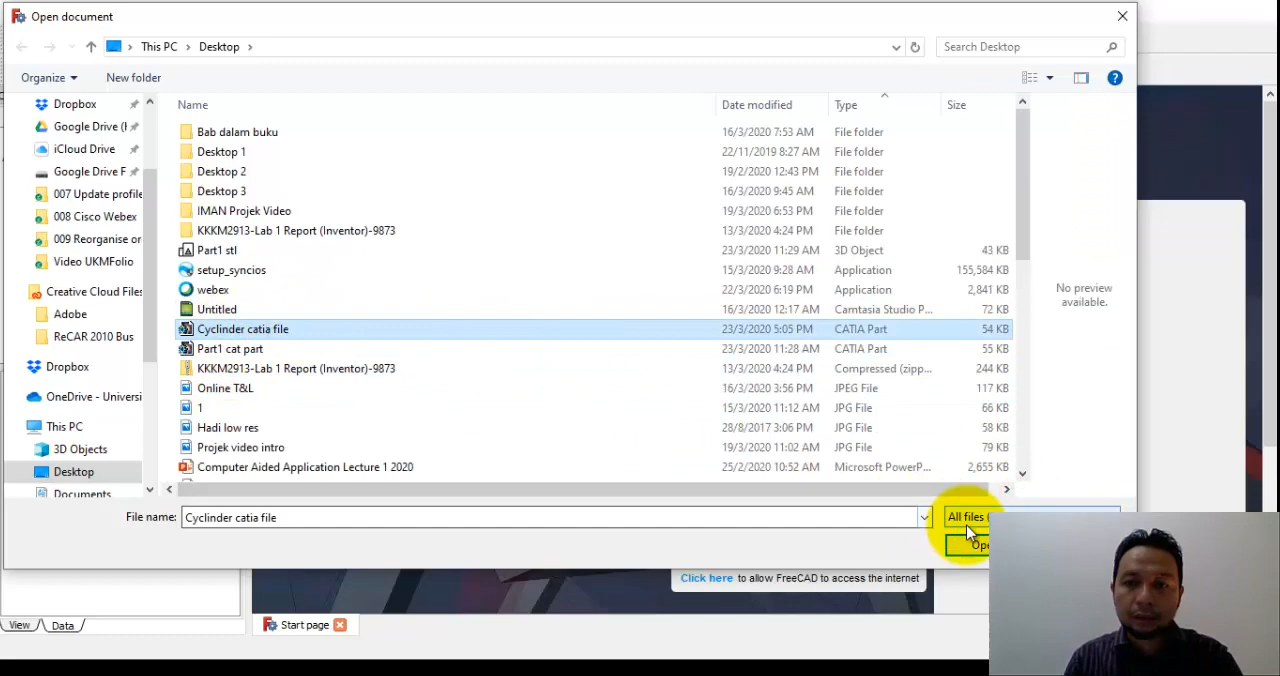 Open document
This PC > Desktop >
Search Desktop
Organize
New folder
Dropbox
Google Drive (
iCloud Drive
Google Drive F
007 Update profile
008 Cisco Webex
009 Reorganise or
Video UKMFolio
Creative Cloud Files
Adobe
ReCAR 2010 Bus
Dropbox
OneDrive - Universi
This PC
3D Objects
Desktop
Documents
Name Date modified Type Size
Bab dalam buku 16/3/2020 7:53 AM File folder
Desktop 1 22/11/2019 8:27 AM File folder
Desktop 2 19/2/2020 12:43 PM File folder
Desktop 3 16/3/2020 9:45 AM File folder
IMAN Projek Video 19/3/2020 6:53 PM File folder
KKKM2913-Lab 1 Report (Inventor)-9873 13/3/2020 4:24 PM File folder
Part1 stl 23/3/2020 11:29 AM 3D Object 43 KB
setup_syncios 15/3/2020 9:28 AM Application 155,584 KB
webex 22/3/2020 6:19 PM Application 2,841 KB
Untitled 16/3/2020 12:17 AM Camtasia Studio P... 72 KB
Cyclinder catia file 23/3/2020 5:05 PM CATIA Part 54 KB
Part1 cat part 23/3/2020 11:28 AM CATIA Part 55 KB
KKKM2913-Lab 1 Report (Inventor)-9873 13/3/2020 4:24 PM Compressed (zipp... 244 KB
Online T&L 16/3/2020 3:56 PM JPEG File 117 KB
1 15/3/2020 11:12 AM JPG File 66 KB
Hadi low res 28/8/2017 3:06 PM JPG File 58 KB
Projek video intro 19/3/2020 11:02 AM JPG File 79 KB
Computer Aided Application Lecture 1 2020 25/2/2020 10:52 AM Microsoft PowerP... 2,655 KB
No preview
available.
File name: Cyclinder catia file
All files (
Ope
Click here to allow FreeCAD to access the internet
View
Data
Start page